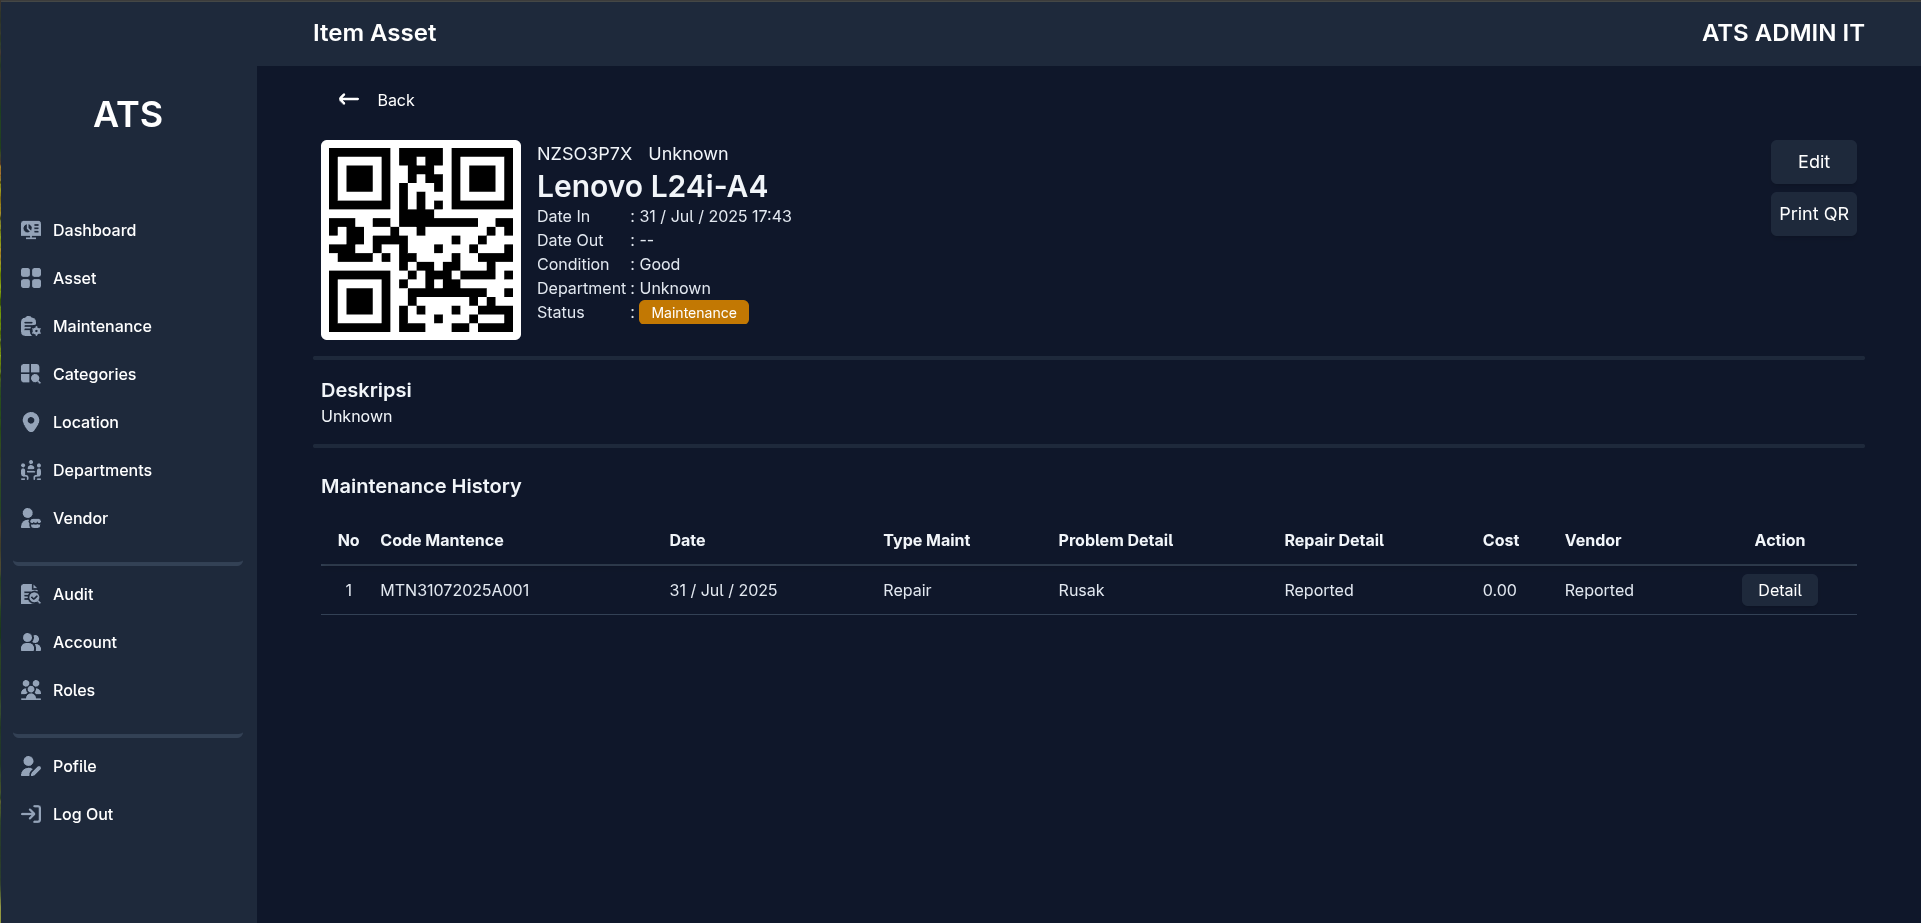 Item Asset
ATS ADMIN IT
ATS
Dashboard
Asset
Maintenance
Categories
Location
Departments
Vendor
Audit
Account
Roles
Pofile
Log Out
Back
NZSO3P7X Unknown
Lenovo L24i-A4
Date In : 31 / Jul / 2025 17:43
Date Out : --
Condition : Good
Department : Unknown
Status : Maintenance
Edit
Print QR
Deskripsi
Unknown
Maintenance History
No Code Mantence Date Type Maint Problem Detail Repair Detail Cost Vendor Action
1 MTN31072025A001 31 / Jul / 2025 Repair Rusak Reported 0.00 Reported Detail